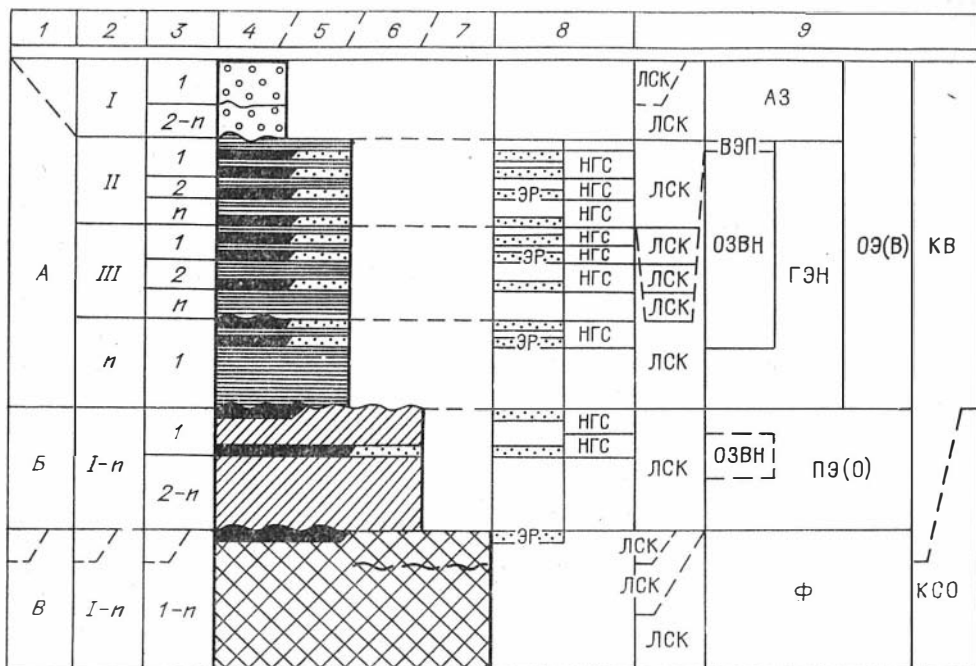 1 2 3 4 5 6 7 8 9
I 1 ЛСК АЗ
2-п ЛСК
А II 1 НГС ЛСК ВЭП ОЗВН ГЭН ОЭ(В) КВ
2 ЭР НГС
п НГС
III 1 НГС ЛСК
ЭР НГС
2 НГС ЛСК
п ЛСК
п 1 ЭР НГС ЛСК
Б I-п 1 НГС ЛСК ОЗВН ПЭ(О)
НГС
2-п
ЭР ЛСК
В I-п 1-п ЛСК Ф КСО
ЛСК